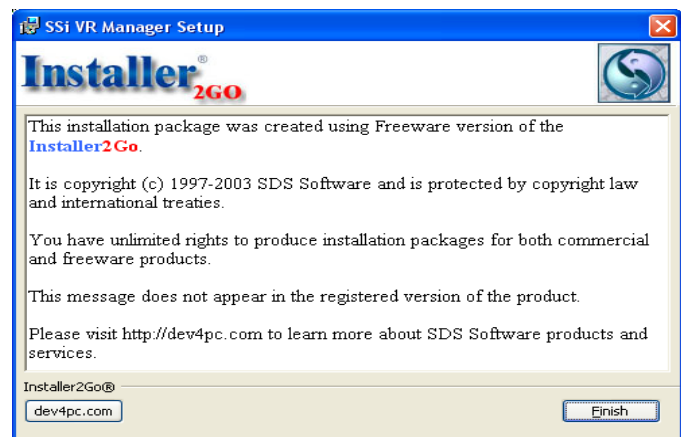 SSi VR Manager Setup
Installer®
2GO
This installation package was created using Freeware version of the
Installer2Go.
It is copyright (c) 1997-2003 SDS Software and is protected by copyright law
and international treaties.
You have unlimited rights to produce installation packages for both commercial
and freeware products.
This message does not appear in the registered version of the product.
Please visit http://dev4pc.com to learn more about SDS Software products and
services.
Installer2Go®
dev4pc.com
Finish